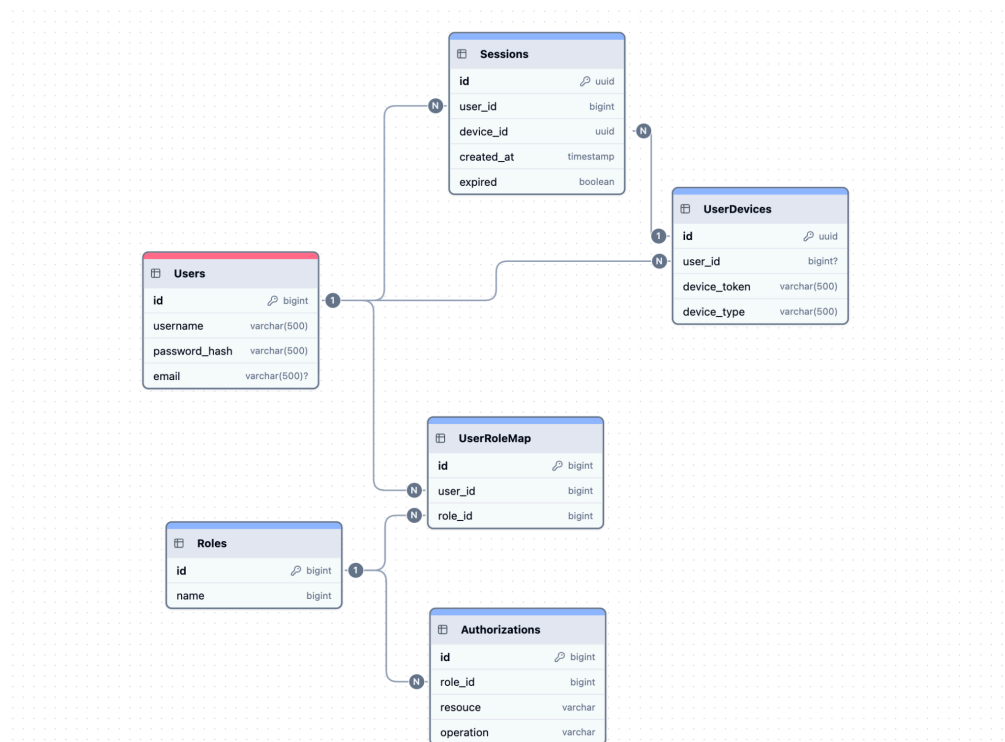 Sessions
id uuid
user_id bigint
N
device_id uuid
N
created_at timestamp
expired boolean
UserDevices
1
id uuid
N
user_id bigint?
device_token varchar(500)
device_type varchar(500)
Users
id bigint
1
username varchar(500)
password_hash varchar(500)
email varchar(500)?
UserRoleMap
id bigint
N
user_id bigint
N
role_id bigint
Roles
id bigint
1
name bigint
Authorizations
id bigint
N
role_id bigint
resouce varchar
operation varchar